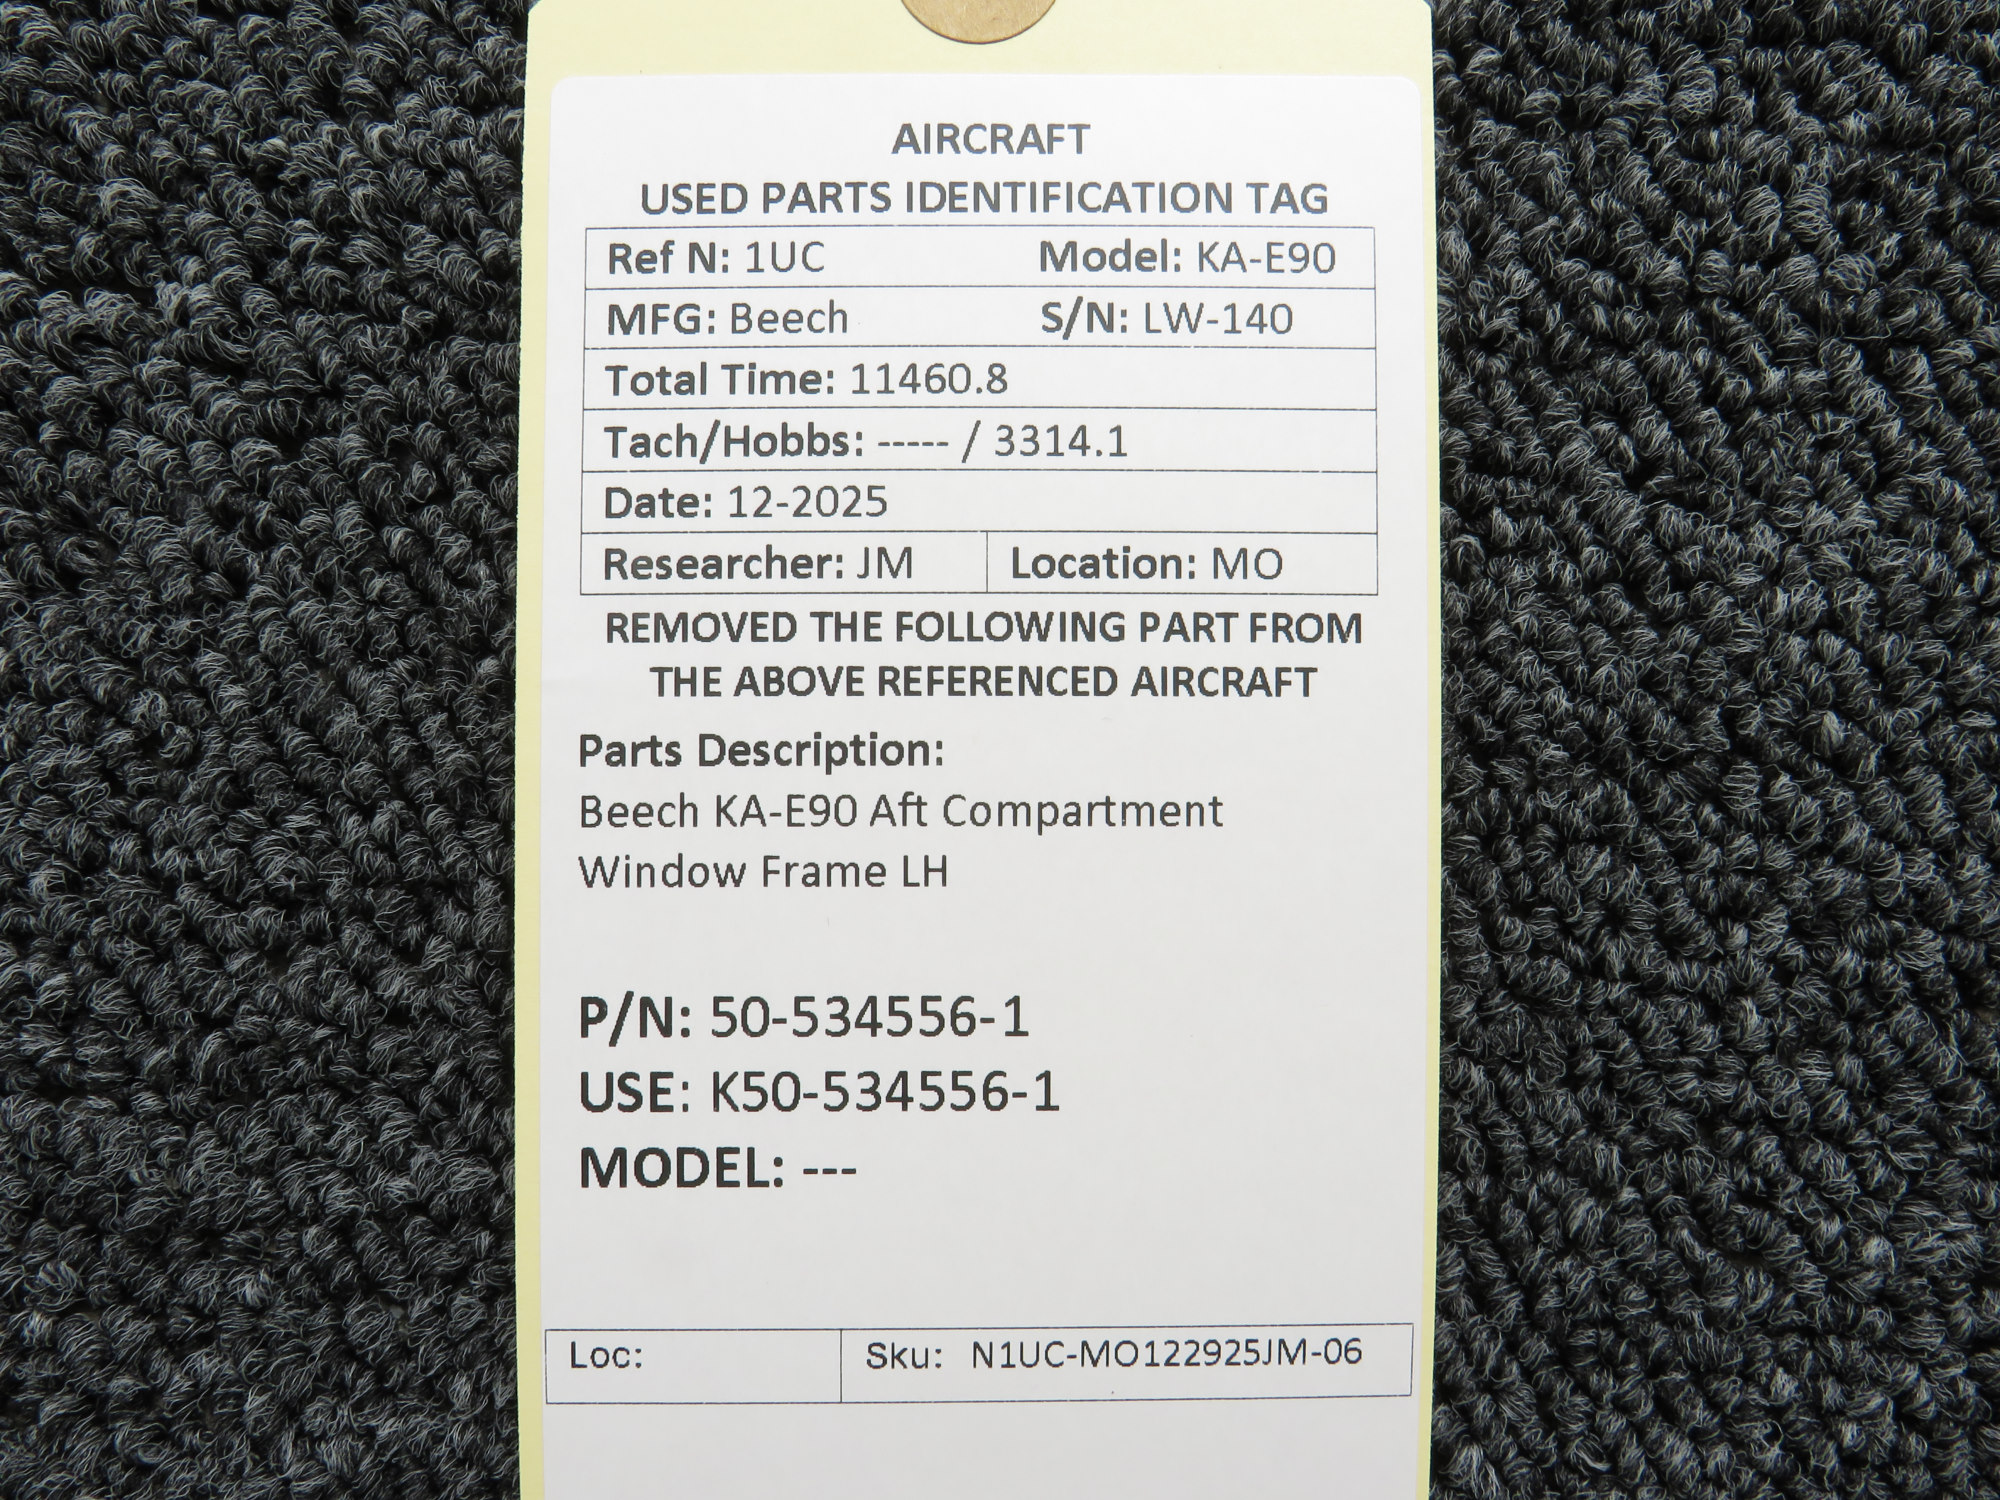 AIRCRAFT
USED PARTS IDENTIFICATION TAG
Ref N: 1UC Model: KA-E90
MFG: Beech S/N: LW-140
Total Time: 11460.8
Tach/Hobbs: ----- / 3314.1
Date: 12-2025
Researcher: JM Location: MO
REMOVED THE FOLLOWING PART FROM
THE ABOVE REFERENCED AIRCRAFT
Parts Description:
Beech KA-E90 Aft Compartment
Window Frame LH
P/N: 50-534556-1
USE: K50-534556-1
MODEL: ---
Loc: Sku: N1UC-MO122925JM-06